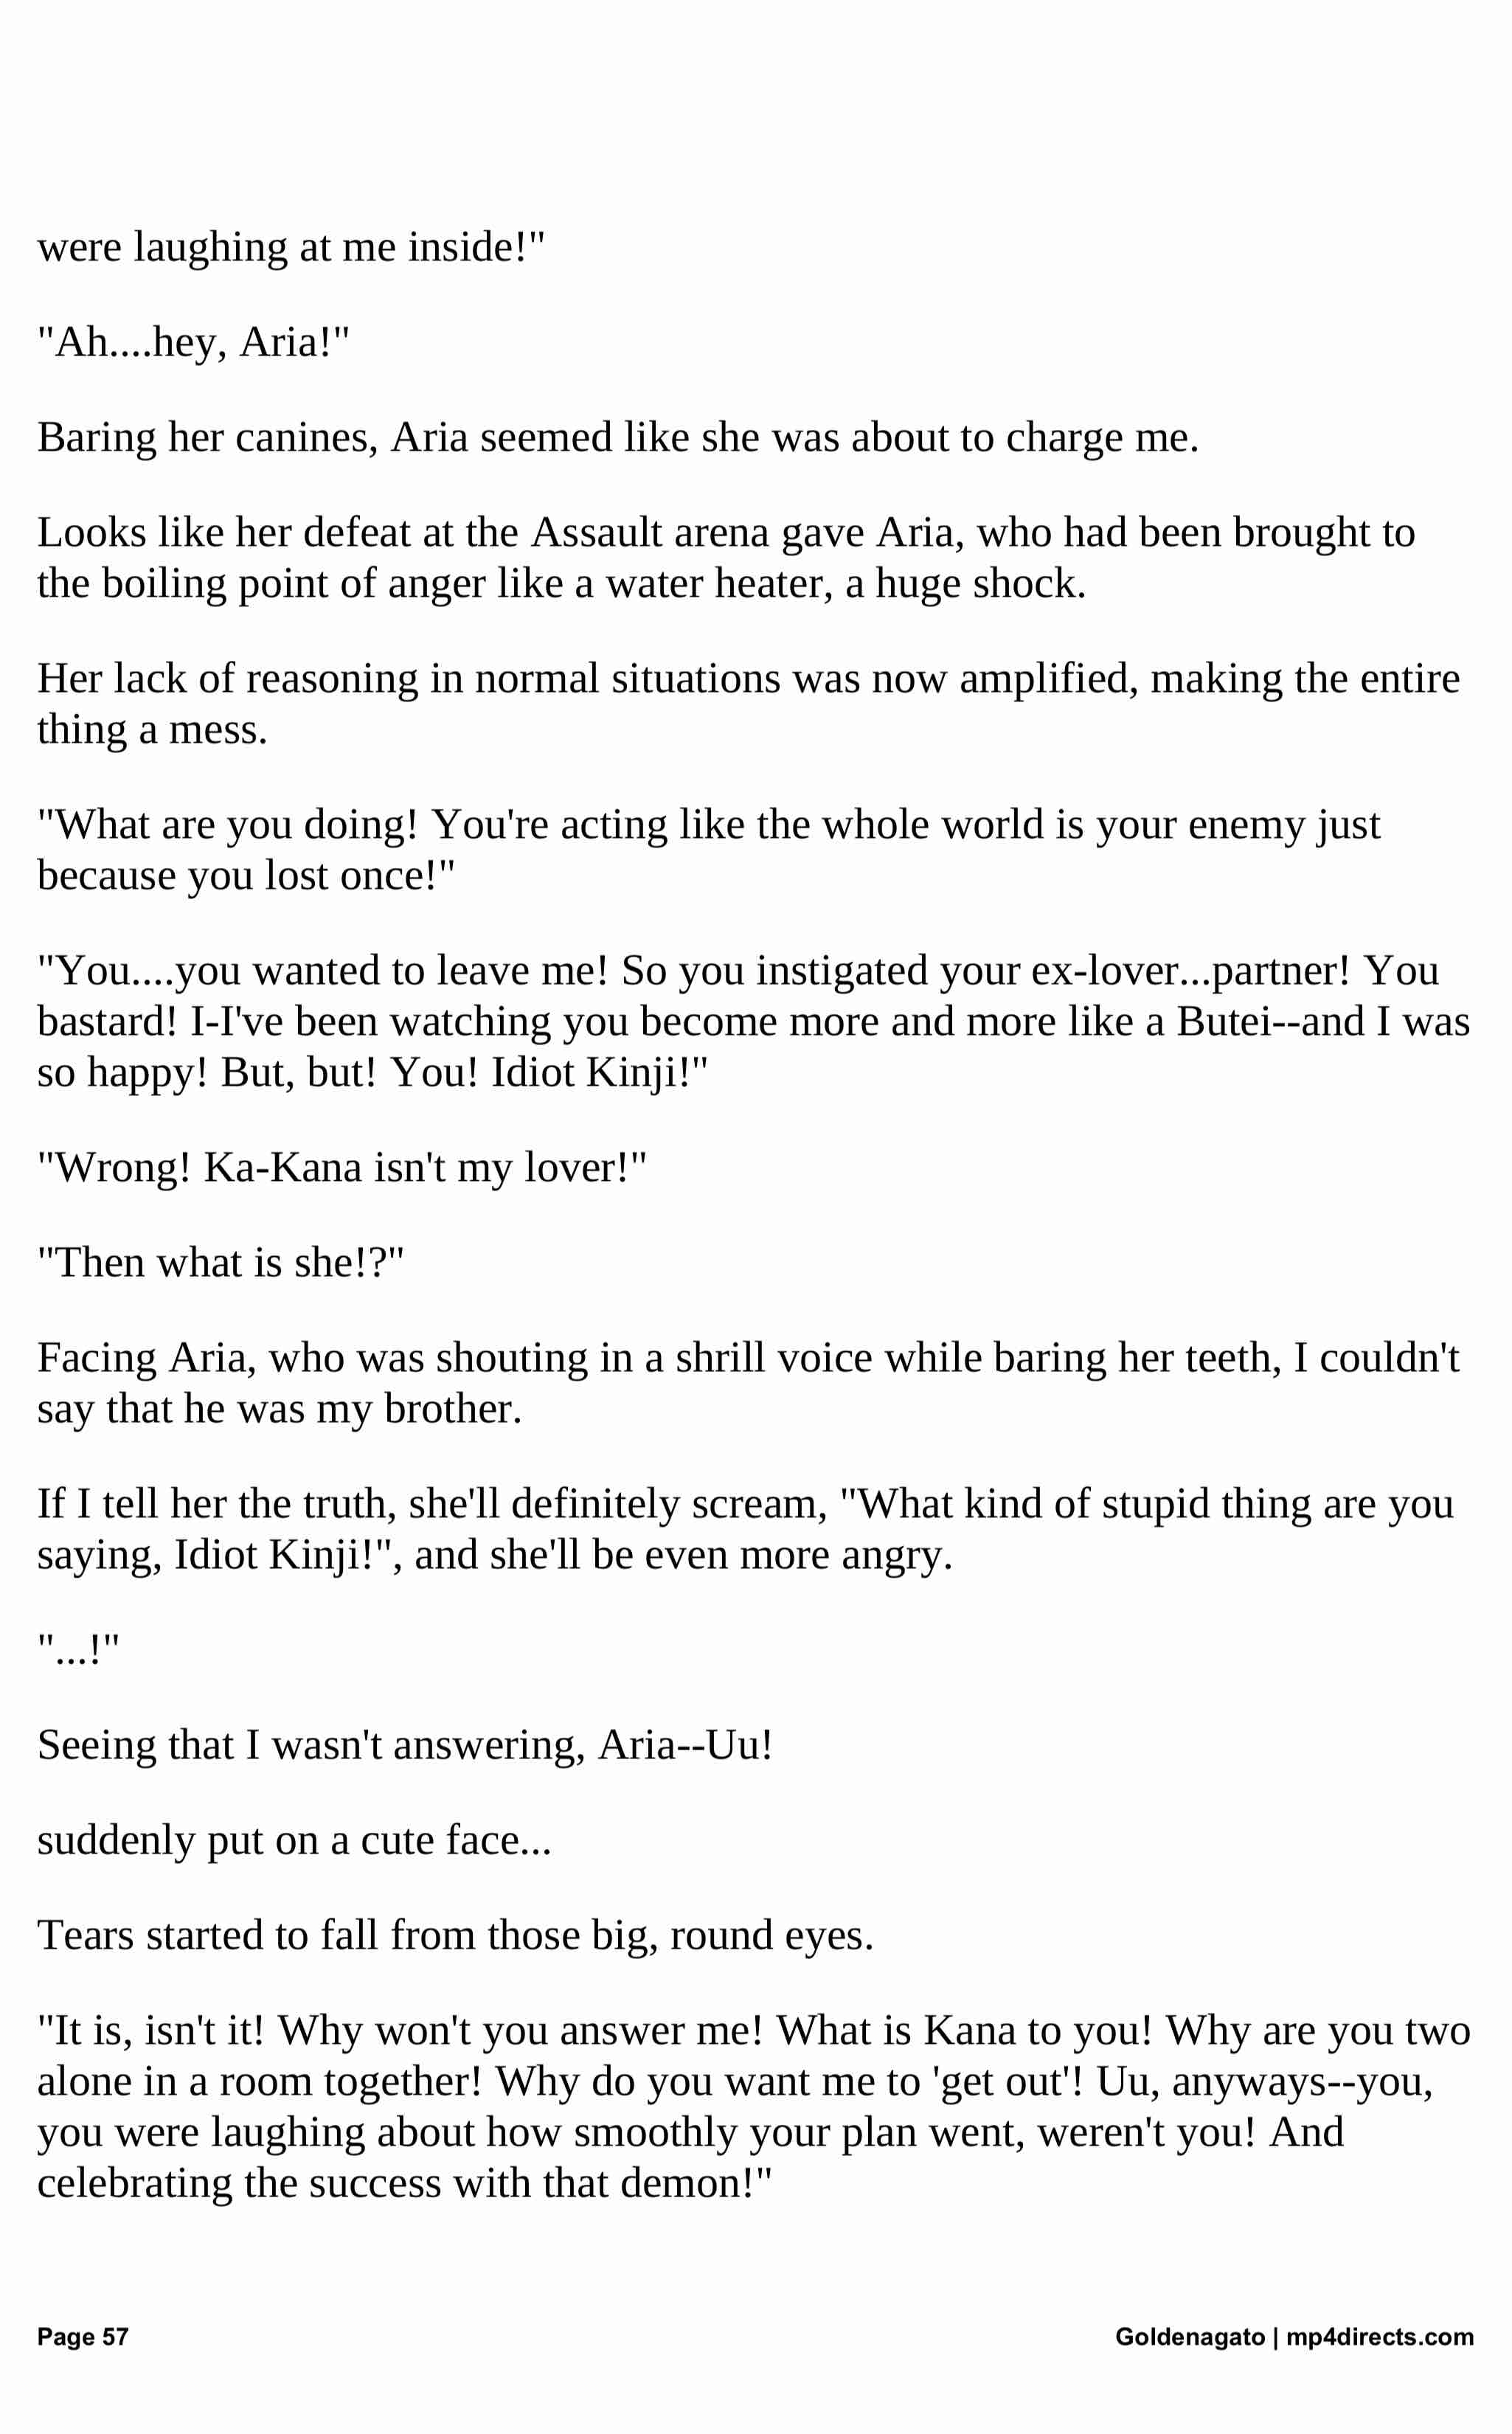 were laughing at me inside!"
"Ah....hey, Aria!"
Baring her canines, Aria seemed like she was about to charge me.
Looks like her defeat at the Assault arena gave Aria, who had been brought to
the boiling point of anger like a water heater, a huge shock.
Her lack of reasoning in normal situations was now amplified, making the entire
thing a mess.
"What are you doing! You're acting like the whole world is your enemy just
because you lost once!"
"You....you wanted to leave me! So you instigated your ex-lover...partner! You
bastard! I-I've been watching you become more and more like a Butei--and I was
so happy! But, but! You! Idiot Kinji!"
"Wrong! Ka-Kana isn't my lover!"
"Then what is she!?"
Facing Aria, who was shouting in a shrill voice while baring her teeth, I couldn't
say that he was my brother.
If I tell her the truth, she'll definitely scream, "What kind of stupid thing are you
saying, Idiot Kinji!", and she'll be even more angry.
"...!"
Seeing that I wasn't answering, Aria--Uu!
suddenly put on a cute face...
Tears started to fall from those big, round eyes.
"It is, isn't it! Why won't you answer me! What is Kana to you! Why are you two
alone in a room together! Why do you want me to 'get out'! Uu, anyways--you,
you were laughing about how smoothly your plan went, weren't you! And
celebrating the success with that demon!"
Page 57
Goldenagato | mp4directs.com